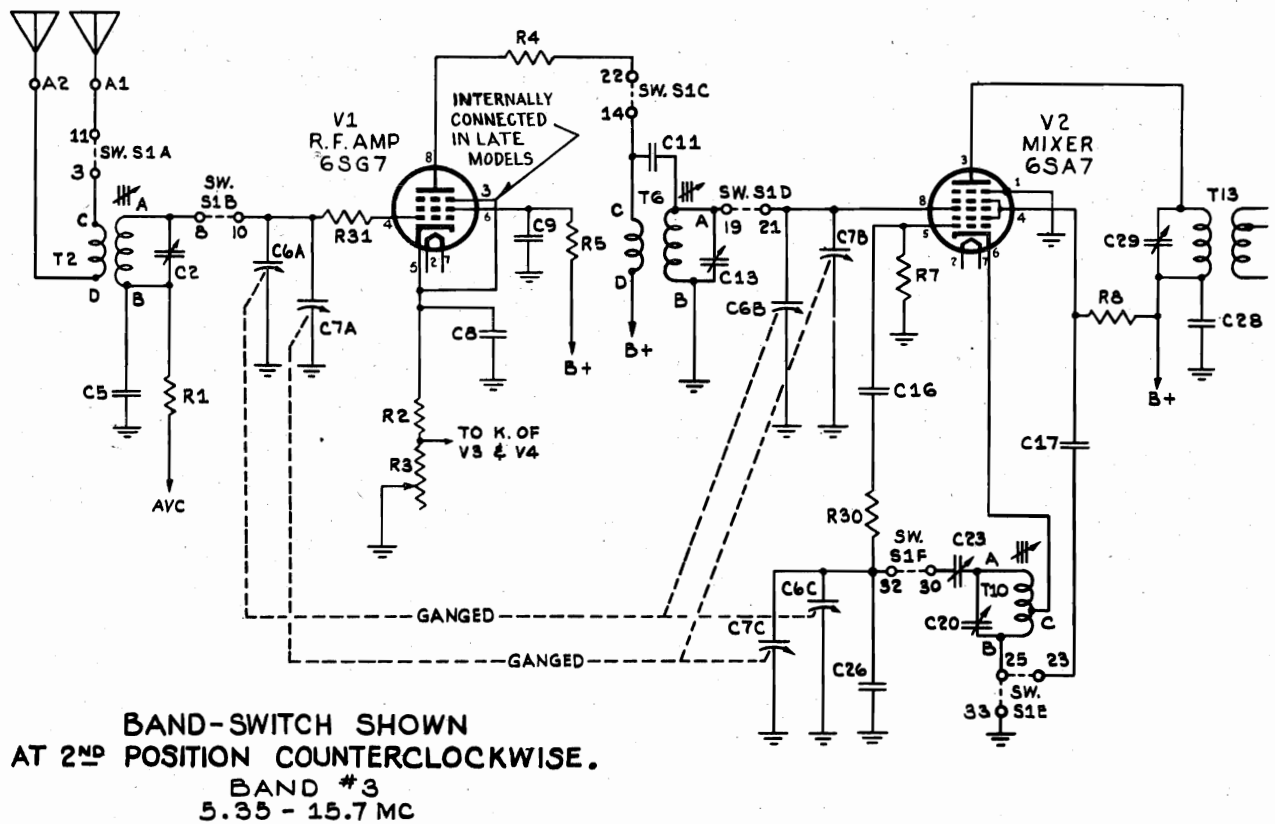 A2
A1
11
SW. S1A
3
C
A
T2
D
B
C2
C5
R1
AVC
SW.
S1B
8
10
C6A
C7A
R31
V1
R.F. AMP
6SG7
8
3
4
6
5
2
7
INTERNALLY
CONNECTED
IN LATE
MODELS
R4
22
SW. S1C
14
C11
C9
R5
B+
C8
R2
TO K. OF
V3 & V4
R3
T6
C
A
D
B
B+
C13
SW. S1D
19
21
C6B
C7B
V2
MIXER
6SA7
3
1
8
4
5
2
7
6
R7
C16
R30
C29
T13
R8
C28
B+
C17
SW.
S1F
32
30
C23
A
T10
C
C20
B
25
23
SW.
33
S1E
C6C
C7C
C26
GANGED
GANGED
BAND-SWITCH SHOWN
AT 2ND POSITION COUNTERCLOCKWISE.
BAND #3
5.35 - 15.7 MC